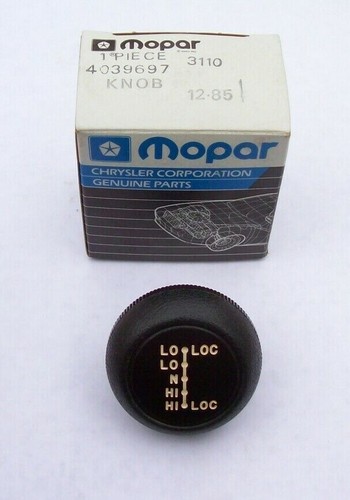 mopar
1 PIECE 3110
4039697
KNOB
12-85
mopar
CHRYSLER CORPORATION
GENUINE PARTS
LO LOC
LO
N
HI
HI LOC